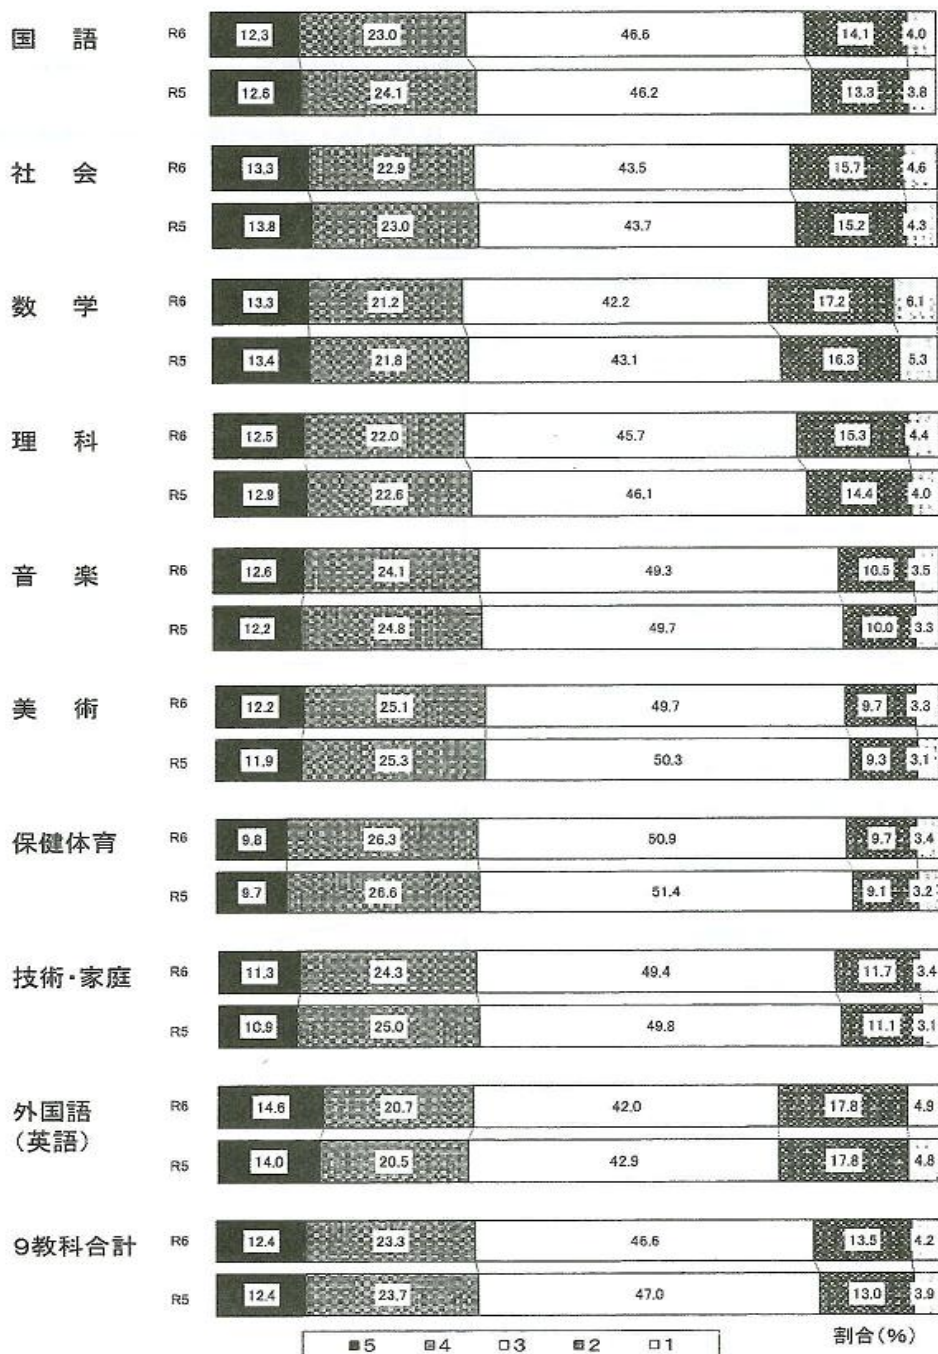 国 語 R6 12.3 23.0 46.6 14.1 4.0
R5 12.6 24.1 46.2 13.3 3.8
社 会 R6 13.3 22.9 43.5 15.7 4.6
R5 13.8 23.0 43.7 15.2 4.3
数 学 R6 13.3 21.2 42.2 17.2 6.1
R5 13.4 21.8 43.1 16.3 5.3
理 科 R6 12.5 22.0 45.7 15.3 4.4
R5 12.9 22.6 46.1 14.4 4.0
音 楽 R6 12.6 24.1 49.3 10.5 3.5
R5 12.2 24.8 49.7 10.0 3.3
美 術 R6 12.2 25.1 49.7 9.7 3.3
R5 11.9 25.3 50.3 9.3 3.1
保健体育 R6 9.8 26.3 50.9 9.7 3.4
R5 9.7 26.6 51.4 9.1 3.2
技術・家庭 R6 11.3 24.3 49.4 11.7 3.4
R5 10.9 25.0 49.8 11.1 3.1
外国語 R6 14.6 20.7 42.0 17.8 4.9
(英語)
R5 14.0 20.5 42.9 17.8 4.8
9教科合計 R6 12.4 23.3 46.6 13.5 4.2
R5 12.4 23.7 47.0 13.0 3.9
5 4 3 2 1 割合(%)